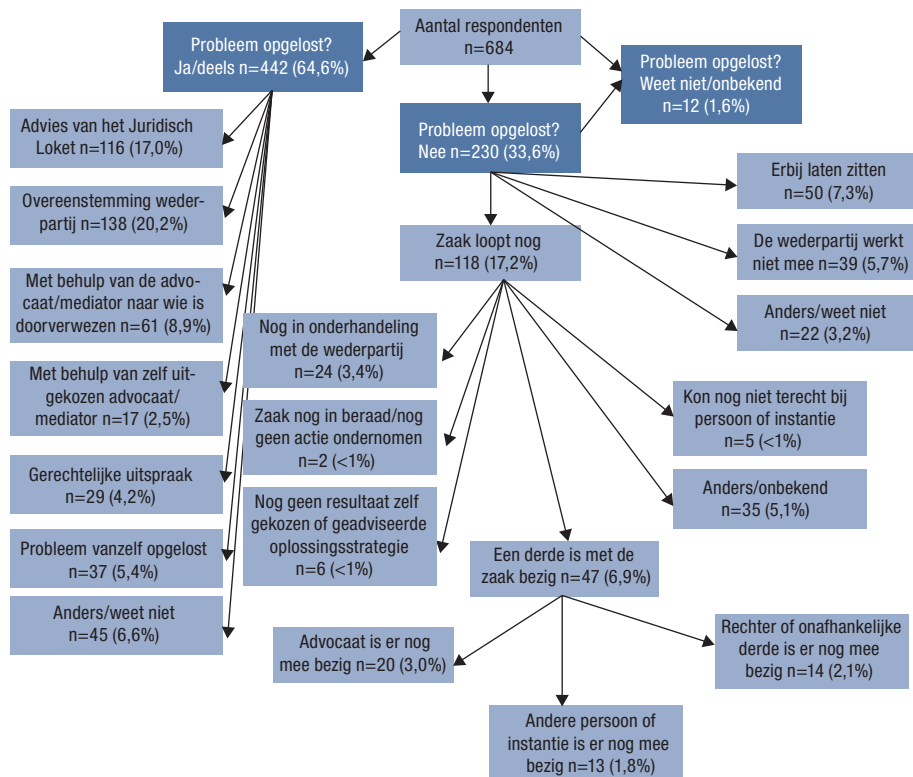 Aantal respondenten
n=684
Probleem opgelost?
Ja/deels n=442 (64,6%)
Probleem opgelost?
Weet niet/onbekend
n=12 (1,6%)
Probleem opgelost?
Nee n=230 (33,6%)
Advies van het Juridisch
Loket n=116 (17,0%)
Overeenstemming weder-
partij n=138 (20,2%)
Met behulp van de advo-
caat/mediator naar wie is
doorverwezen n=61 (8,9%)
Met behulp van zelf uit-
gekozen advocaat/
mediator n=17 (2,5%)
Gerechtelijke uitspraak
n=29 (4,2%)
Probleem vanzelf opgelost
n=37 (5,4%)
Anders/weet niet
n=45 (6,6%)
Erbij laten zitten
n=50 (7,3%)
De wederpartij werkt
niet mee n=39 (5,7%)
Anders/weet niet
n=22 (3,2%)
Zaak loopt nog
n=118 (17,2%)
Nog in onderhandeling
met de wederpartij
n=24 (3,4%)
Zaak nog in beraad/nog
geen actie ondernomen
n=2 (<1%)
Nog geen resultaat zelf
gekozen of geadviseerde
oplossingsstrategie
n=6 (<1%)
Kon nog niet terecht bij
persoon of instantie
n=5 (<1%)
Anders/onbekend
n=35 (5,1%)
Een derde is met de
zaak bezig n=47 (6,9%)
Advocaat is er nog
mee bezig n=20 (3,0%)
Andere persoon of
instantie is er nog mee
bezig n=13 (1,8%)
Rechter of onafhankelijke
derde is er nog mee
bezig n=14 (2,1%)